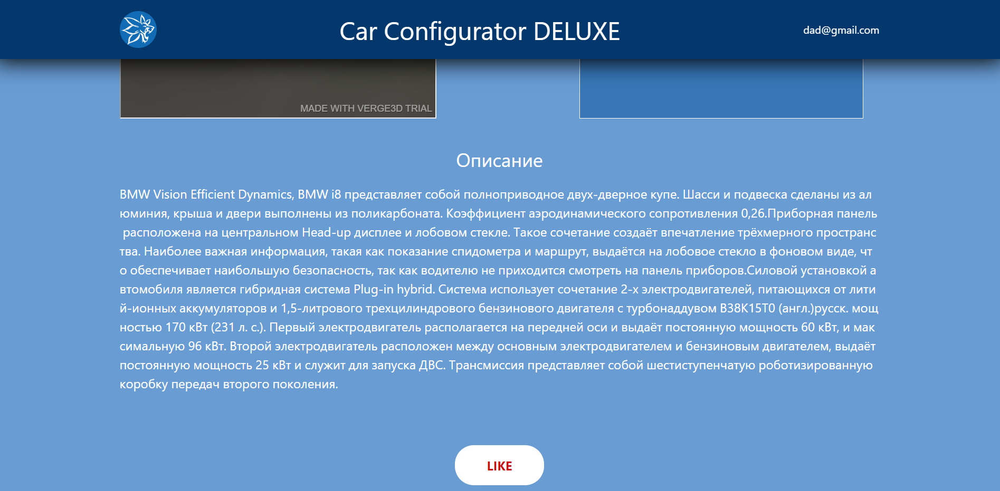 Car Configurator DELUXE
dad@gmail.com
MADE WITH VERGE3D TRIAL
Описание
BMW Vision Efficient Dynamics, BMW i8 представляет собой полноприводное двух-дверное купе. Шасси и подвеска сделаны из ал
юминия, крыша и двери выполнены из поликарбоната. Коэффициент аэродинамического сопротивления 0,26.Приборная панель
расположена на центральном Head-up дисплее и лобовом стекле. Такое сочетание создаёт впечатление трёхмерного пространс
тва. Наиболее важная информация, такая как показание спидометра и маршрут, выдаётся на лобовое стекло в фоновом виде, чт
о обеспечивает наибольшую безопасность, так как водителю не приходится смотреть на панель приборов.Силовой установкой а
втомобиля является гибридная система Plug-in hybrid. Система использует сочетание 2-х электродвигателей, питающихся от лити
й-ионных аккумуляторов и 1,5-литрового трехцилиндрового бензинового двигателя с турбонаддувом B38K15T0 (англ.)русск. мощ
ностью 170 кВт (231 л. с.). Первый электродвигатель располагается на передней оси и выдаёт постоянную мощность 60 кВт, и мак
симальную 96 кВт. Второй электродвигатель расположен между основным электродвигателем и бензиновым двигателем, выдаёт
постоянную мощность 25 кВт и служит для запуска ДВС. Трансмиссия представляет собой шестиступенчатую роботизированную
коробку передач второго поколения.
LIKE